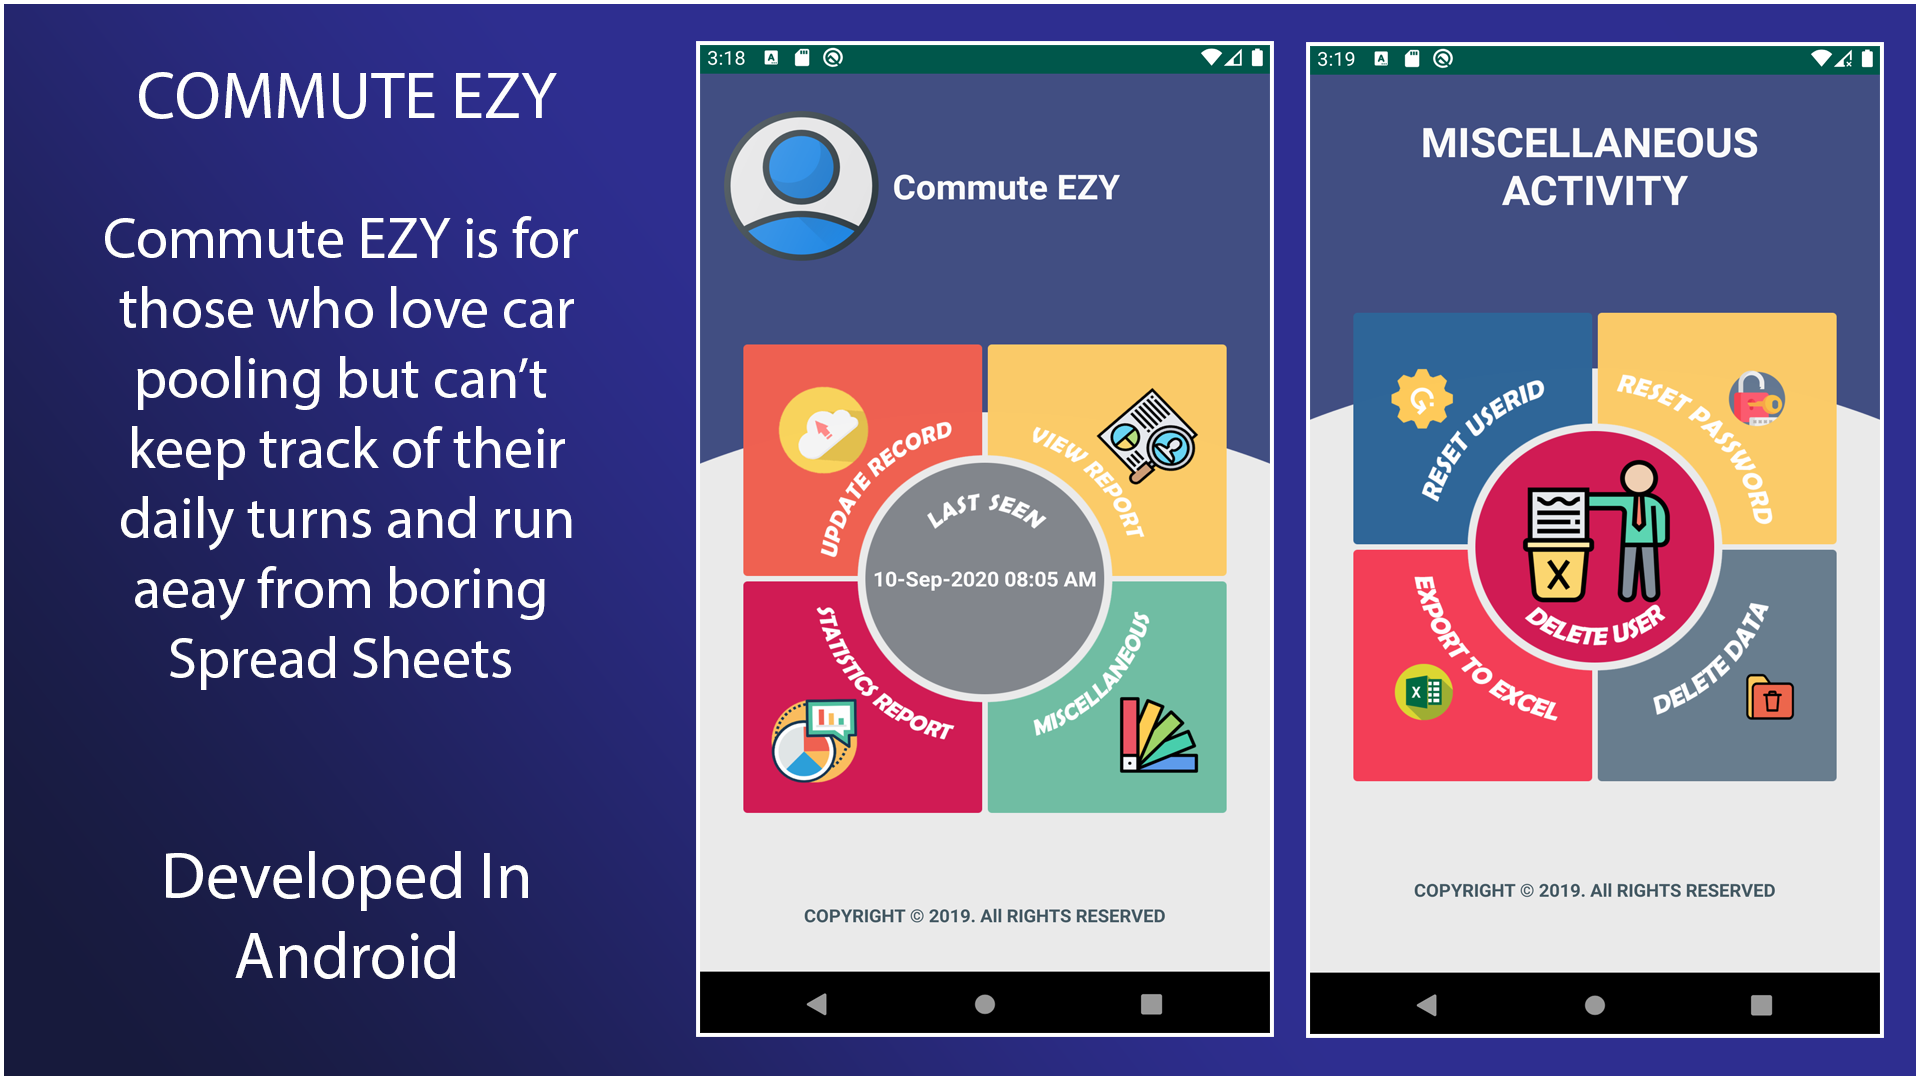 COMMUTE EZY
Commute EZY is for
those who love car
pooling but can't
keep track of their
daily turns and run
aeay from boring
Spread Sheets
Developed In
Android
3:18
A
Commute EZY
UPDATE RECORD
VIEW REPORT
LAST SEEN
10-Sep-2020 08:05 AM
STATISTICS REPORT
MISCELLANEOUS
COPYRIGHT © 2019. All RIGHTS RESERVED
3:19
A
MISCELLANEOUS
ACTIVITY
RESET USERID
RESET PASSWORD
X
DELETE USER
EXPORT TO EXCEL
X
DELETE DATA
COPYRIGHT © 2019. All RIGHTS RESERVED